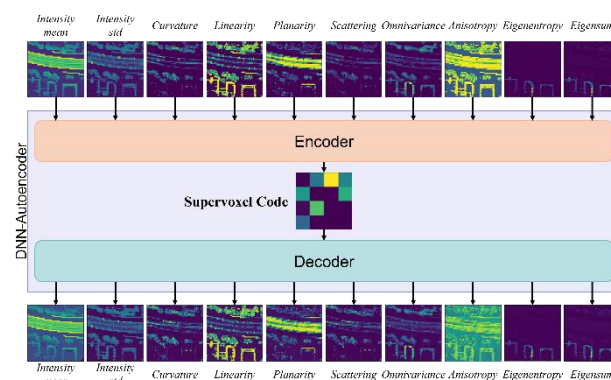 Intensity mean
Intensity std
Curvature
Linearity
Planarity
Scattering
Omnivariance
Anisotropy
Eigenentropy
Eigensum
DNN-Autoencoder
Encoder
Supervoxel Code
Decoder
Intensity
Intensity
Curvature
Linearity
Planarity
Scattering
Omnivariance
Anisotropy
Eigenentropy
Eigensum